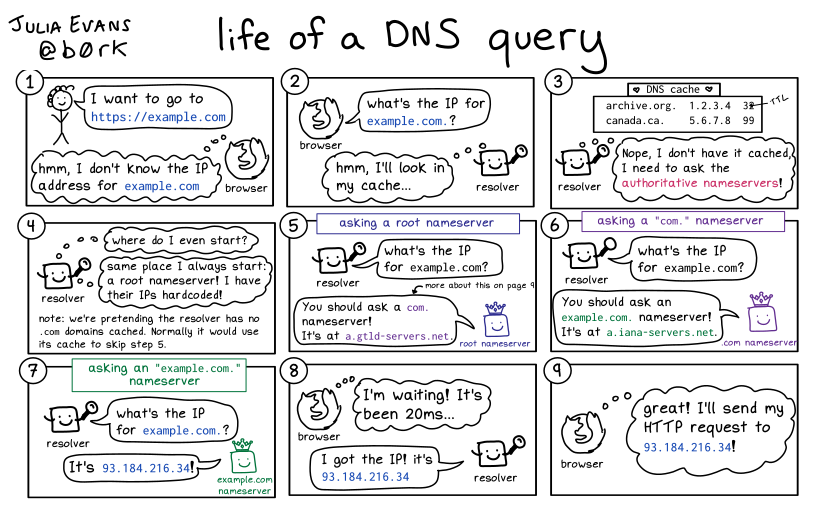 JULIA EVANS
@b0rk
life of a DNS query
1
I want to go to
https://example.com
hmm, I don't know the IP
address for example.com
browser
2
what's the IP for
example.com.?
browser
hmm, I'll look in
my cache...
resolver
3
♥ DNS cache ♥
archive.org. 1.2.3.4 32
TTL
canada.ca. 5.6.7.8 99
Nope, I don't have it cached,
I need to ask the
authoritative nameservers!
resolver
4
where do I even start?
same place I always start:
a root nameserver! I have
their IPs hardcoded!
resolver
note: we're pretending the resolver has no
.com domains cached. Normally it would use
its cache to skip step 5.
5
asking a root nameserver
what's the IP
for example.com?
resolver
more about this on page 9
You should ask a com.
nameserver!
It's at a.gtld-servers.net.
root nameserver
6
asking a "com." nameserver
what's the IP
for example.com?
resolver
You should ask an
example.com. nameserver!
It's at a.iana-servers.net.
.com nameserver
7
asking an "example.com."
nameserver
what's the IP
for example.com.?
resolver
It's 93.184.216.34!
example.com
nameserver
8
I'm waiting! It's
been 20ms...
browser
I got the IP! it's
93.184.216.34
resolver
9
great! I'll send my
HTTP request to
93.184.216.34!
browser